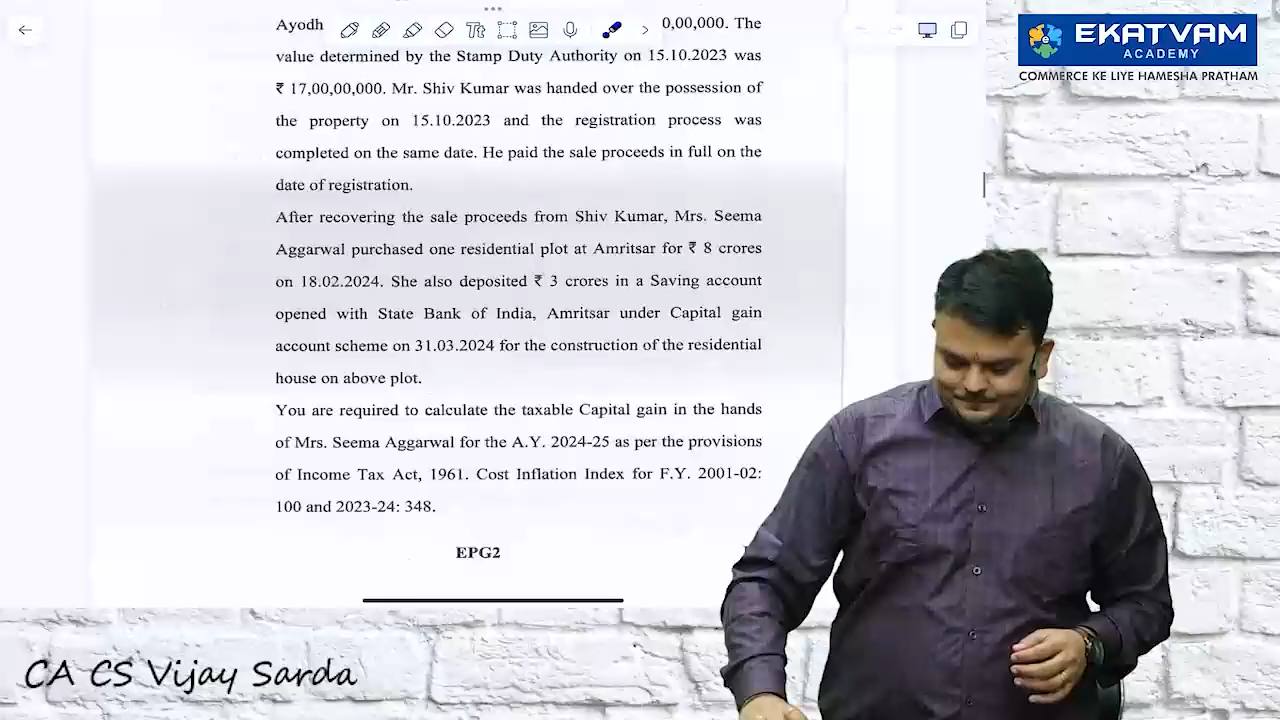 Ayodh 0,00,000. The
value determined by the Stamp Duty Authority on 15.10.2023 was
₹ 17,00,00,000. Mr. Shiv Kumar was handed over the possession of
the property on 15.10.2023 and the registration process was
completed on the same date. He paid the sale proceeds in full on the
date of registration.
After recovering the sale proceeds from Shiv Kumar, Mrs. Seema
Aggarwal purchased one residential plot at Amritsar for ₹ 8 crores
on 18.02.2024. She also deposited ₹ 3 crores in a Saving account
opened with State Bank of India, Amritsar under Capital gain
account scheme on 31.03.2024 for the construction of the residential
house on above plot.
You are required to calculate the taxable Capital gain in the hands
of Mrs. Seema Aggarwal for the A.Y. 2024-25 as per the provisions
of Income Tax Act, 1961. Cost Inflation Index for F.Y. 2001-02:
100 and 2023-24: 348.
EPG2
EKATVAM
ACADEMY
COMMERCE KE LIYE HAMESHA PRATHAM
CA CS Vijay Sarda